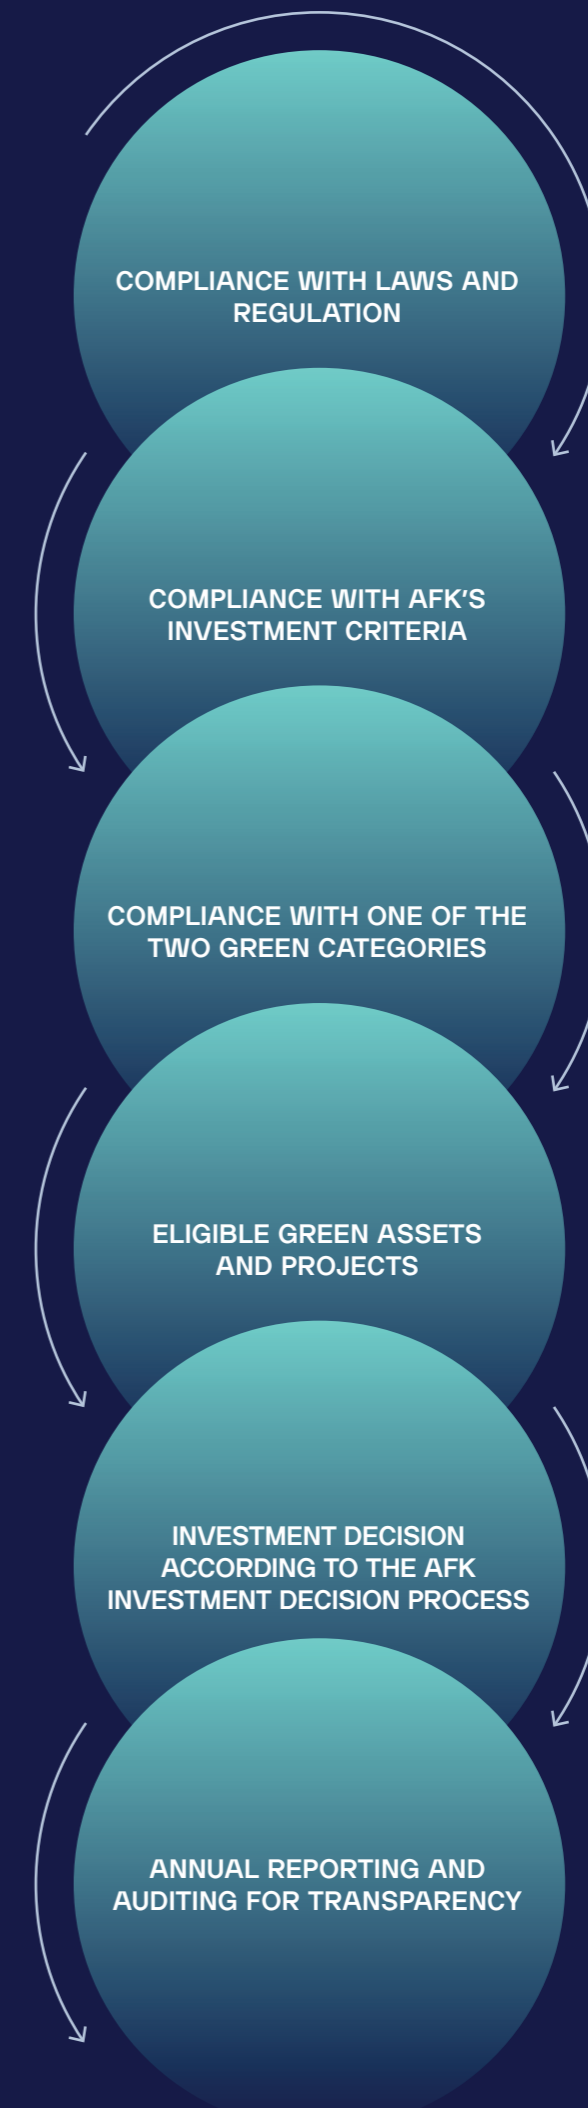 COMPLIANCE WITH LAWS AND
REGULATION
COMPLIANCE WITH AFK'S
INVESTMENT CRITERIA
COMPLIANCE WITH ONE OF THE
TWO GREEN CATEGORIES
ELIGIBLE GREEN ASSETS
AND PROJECTS
INVESTMENT DECISION
ACCORDING TO THE AFK
INVESTMENT DECISION PROCESS
ANNUAL REPORTING AND
AUDITING FOR TRANSPARENCY